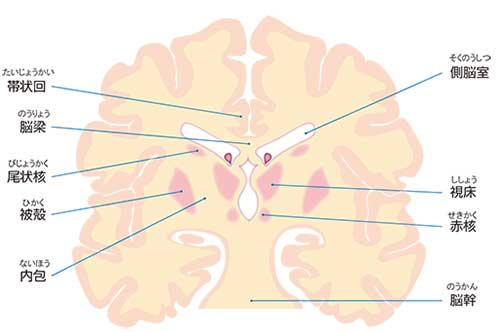 たいじょうかい
帯状回
のうりょう
脳梁
びじょうかく
尾状核
ひかく
被殻
ないほう
内包
そくのうしつ
側脳室
ししょう
視床
せきかく
赤核
のうかん
脳幹